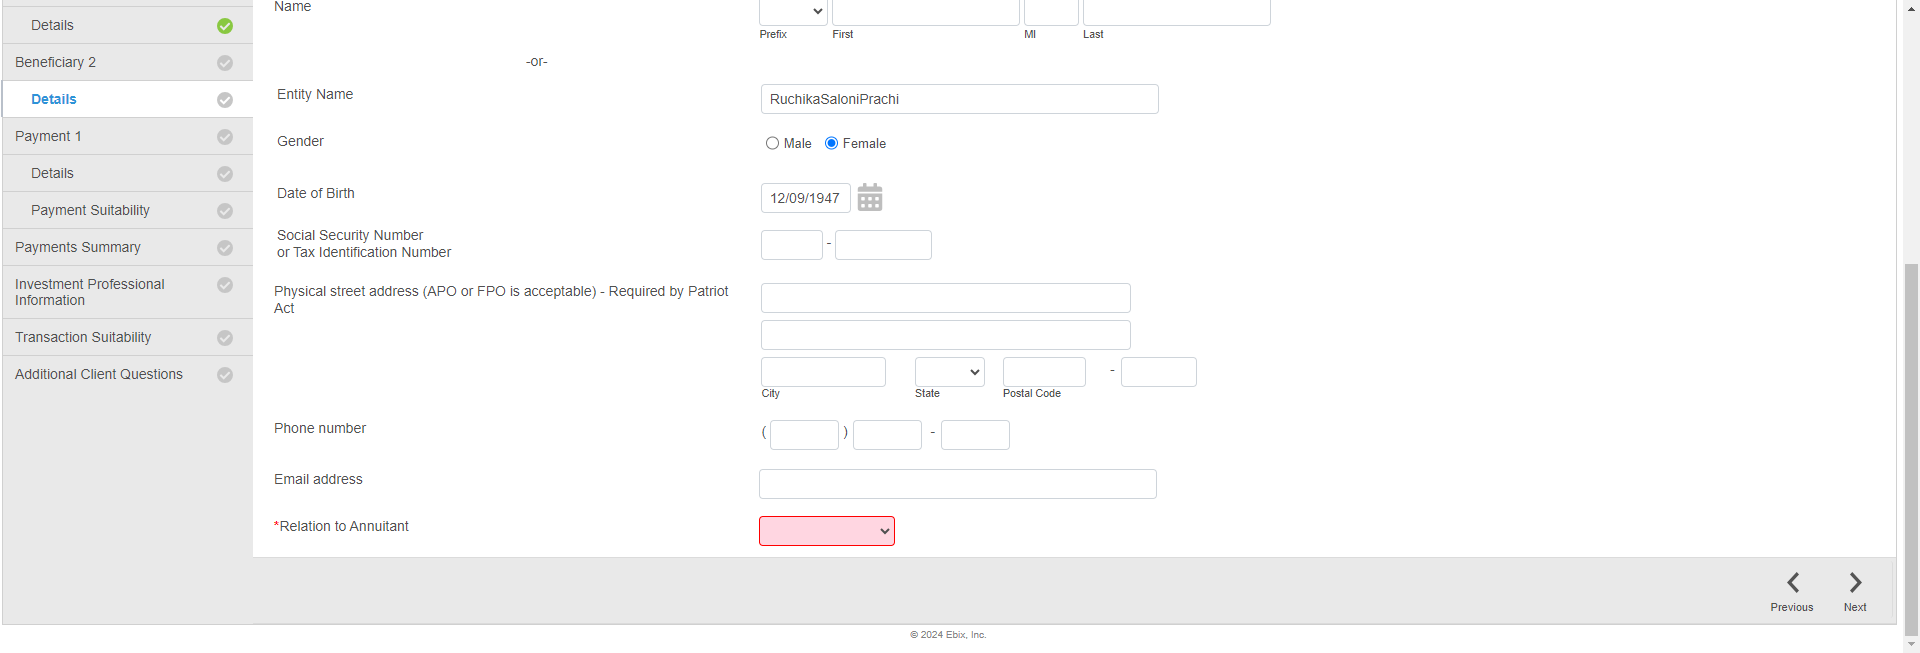 Name
Prefix First MI Last
Details
-or-
Beneficiary 2
Details
Entity Name RuchikaSaloniPrachi
Payment 1
Gender Male Female
Details
Date of Birth 12/09/1947
Payment Suitability
Social Security Number
or Tax Identification Number -
Payments Summary
Investment Professional
Information
Physical street address (APO or FPO is acceptable) - Required by Patriot
Act
Transaction Suitability
Additional Client Questions
-
City State Postal Code
Phone number ( ) -
Email address
*Relation to Annuitant
Previous Next
© 2024 Ebix, Inc.